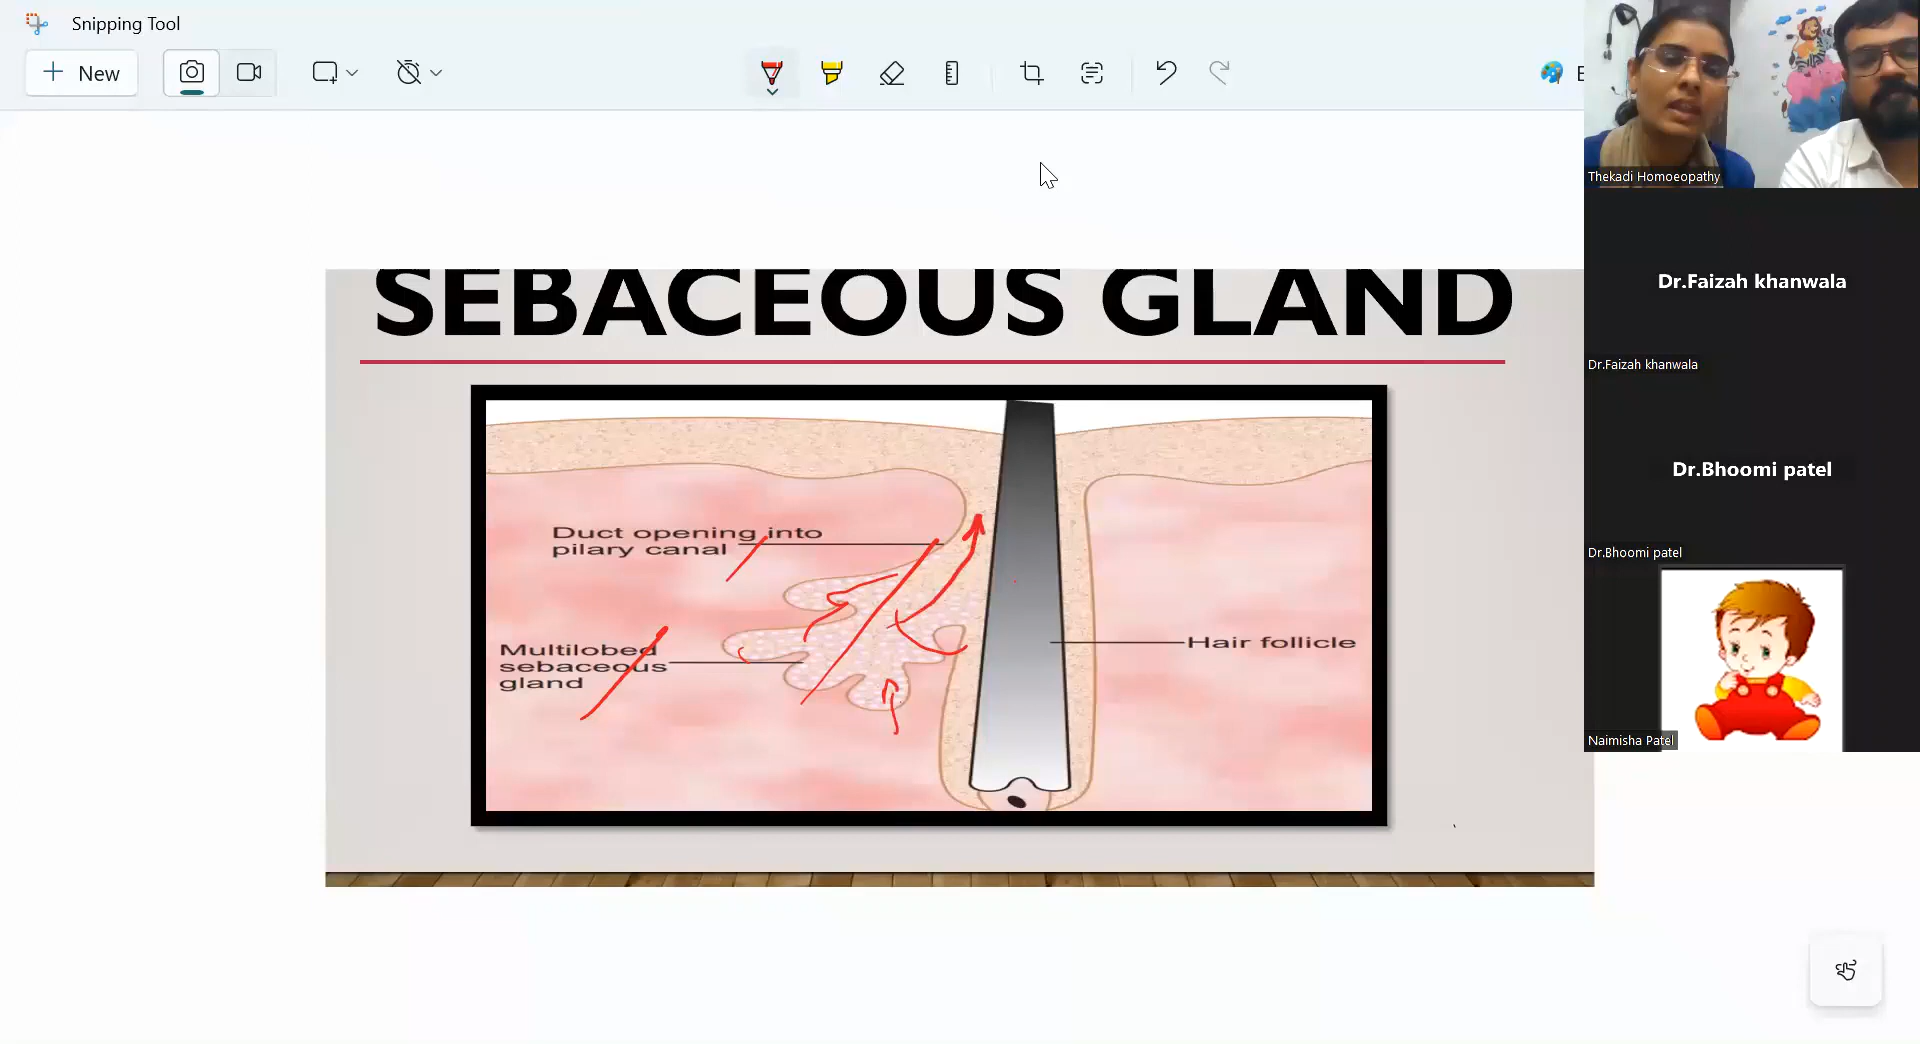 Snipping Tool
New
Thekadi Homoeopathy
SEBACEOUS GLAND
Duct opening into
pilary canal
Multilobed
sebaceous
gland
Hair follicle
Dr.Faizah khanwala
Dr.Faizah khanwala
Dr.Bhoomi patel
Dr.Bhoomi patel
Naimisha Patel